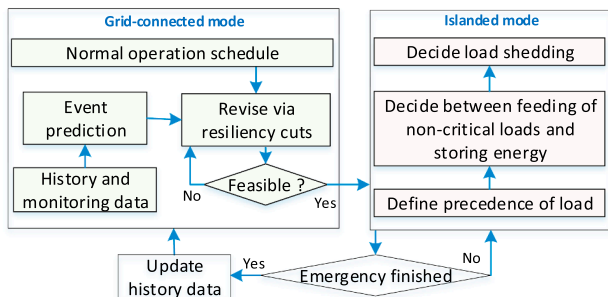 Grid-connected mode
Normal operation schedule
Event
prediction
Revise via
resiliency cuts
History and
monitoring data
Feasible ?
No
Yes
Islanded mode
Decide load shedding
Decide between feeding of
non-critical loads and
storing energy
Define precedence of load
Update
history data
Yes
Emergency finished
No